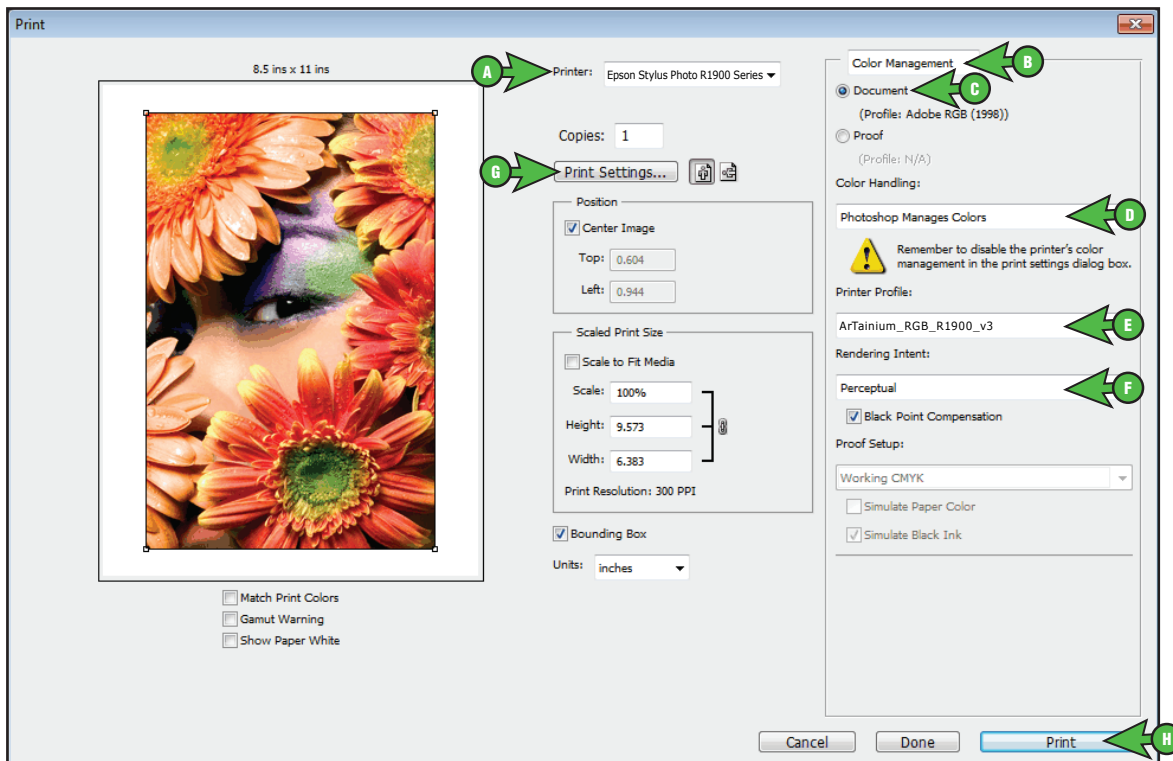 Print
8.5 ins x 11 ins
Match Print Colors
Gamut Warning
Show Paper White
A
Printer: Epson Stylus Photo R1900 Series
Copies: 1
G
Print Settings...
Position
Center Image
Top: 0.604
Left: 0.944
Scaled Print Size
Scale to Fit Media
Scale: 100%
Height: 9.573
Width: 6.383
Print Resolution: 300 PPI
Bounding Box
Units: inches
Color Management
B
Document
C
(Profile: Adobe RGB (1998))
Proof
(Profile: N/A)
Color Handling:
Photoshop Manages Colors
D
Remember to disable the printer's color
management in the print settings dialog box.
Printer Profile:
ArTainium_RGB_R1900_v3
E
Rendering Intent:
Perceptual
F
Black Point Compensation
Proof Setup:
Working CMYK
Simulate Paper Color
Simulate Black Ink
Cancel
Done
Print
H